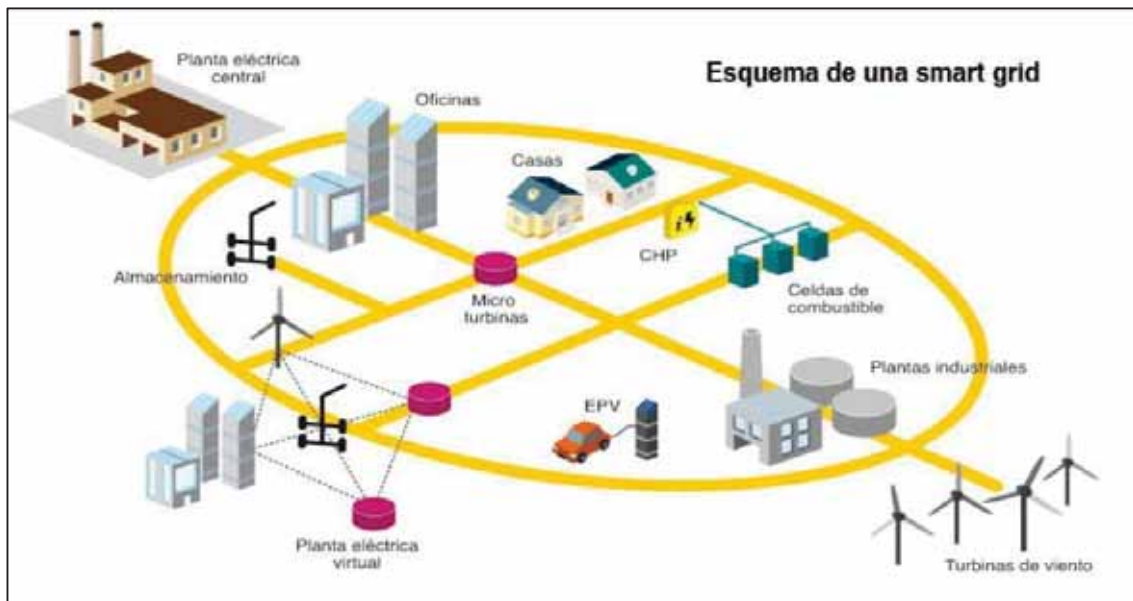 Planta eléctrica
central
Esquema de una smart grid
Oficinas
Casas
CHP
Almacenamiento
Micro
turbinas
Celdas de
combustible
Plantas industriales
EPV
Planta eléctrica
virtual
Turbinas de viento